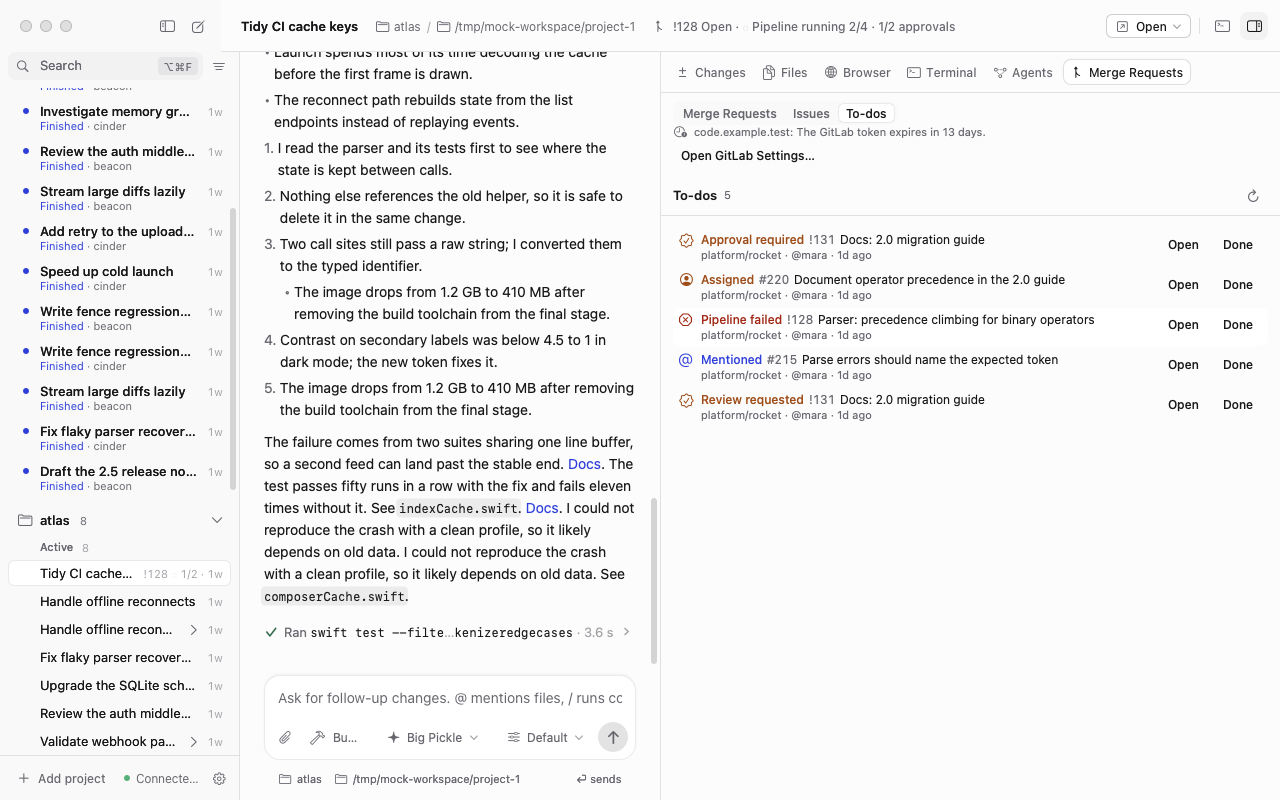 Tidy CI cache keys
atlas / /tmp/mock-workspace/project-1
!128 Open · Pipeline running 2/4 · 1/2 approvals
Open
Search
⌥⌘F
Investigate memory gr... 1w
Finished · cinder
Review the auth middle... 1w
Finished · beacon
Stream large diffs lazily 1w
Finished · beacon
Add retry to the upload... 1w
Finished · cinder
Speed up cold launch 1w
Finished · cinder
Write fence regression... 1w
Finished · beacon
Write fence regression... 1w
Finished · cinder
Stream large diffs lazily 1w
Finished · beacon
Fix flaky parser recover... 1w
Finished · cinder
Draft the 2.5 release no... 1w
Finished · beacon
atlas 8
Active 8
Tidy CI cache... !128 1/2 · 1w
Handle offline reconnects 1w
Handle offline recon... 1w
Fix flaky parser recover... 1w
Upgrade the SQLite sch... 1w
Review the auth middle... 1w
Validate webhook pa... 1w
Add project
Connecte...
• Launch spends most of its time decoding the cache
before the first frame is drawn.
• The reconnect path rebuilds state from the list
endpoints instead of replaying events.
1. I read the parser and its tests first to see where the
state is kept between calls.
2. Nothing else references the old helper, so it is safe to
delete it in the same change.
3. Two call sites still pass a raw string; I converted them
to the typed identifier.
• The image drops from 1.2 GB to 410 MB after
removing the build toolchain from the final stage.
4. Contrast on secondary labels was below 4.5 to 1 in
dark mode; the new token fixes it.
5. The image drops from 1.2 GB to 410 MB after removing
the build toolchain from the final stage.
The failure comes from two suites sharing one line buffer,
so a second feed can land past the stable end. Docs. The
test passes fifty runs in a row with the fix and fails eleven
times without it. See indexCache.swift. Docs. I could not
reproduce the crash with a clean profile, so it likely
depends on old data. I could not reproduce the crash
with a clean profile, so it likely depends on old data. See
composerCache.swift.
Ran swift test --filte...kenizeredgecases · 3.6 s
Ask for follow-up changes. @ mentions files, / runs cc
Bu...
Big Pickle
Default
atlas
/tmp/mock-workspace/project-1
sends
Changes
Files
Browser
Terminal
Agents
Merge Requests
Merge Requests
Issues
To-dos
code.example.test: The GitLab token expires in 13 days.
Open GitLab Settings...
To-dos 5
Approval required !131 Docs: 2.0 migration guide
platform/rocket · @mara · 1d ago
Open Done
Assigned #220 Document operator precedence in the 2.0 guide
platform/rocket · @mara · 1d ago
Open Done
Pipeline failed !128 Parser: precedence climbing for binary operators
platform/rocket · @mara · 1d ago
Open Done
Mentioned #215 Parse errors should name the expected token
platform/rocket · @mara · 1d ago
Open Done
Review requested !131 Docs: 2.0 migration guide
platform/rocket · @mara · 1d ago
Open Done